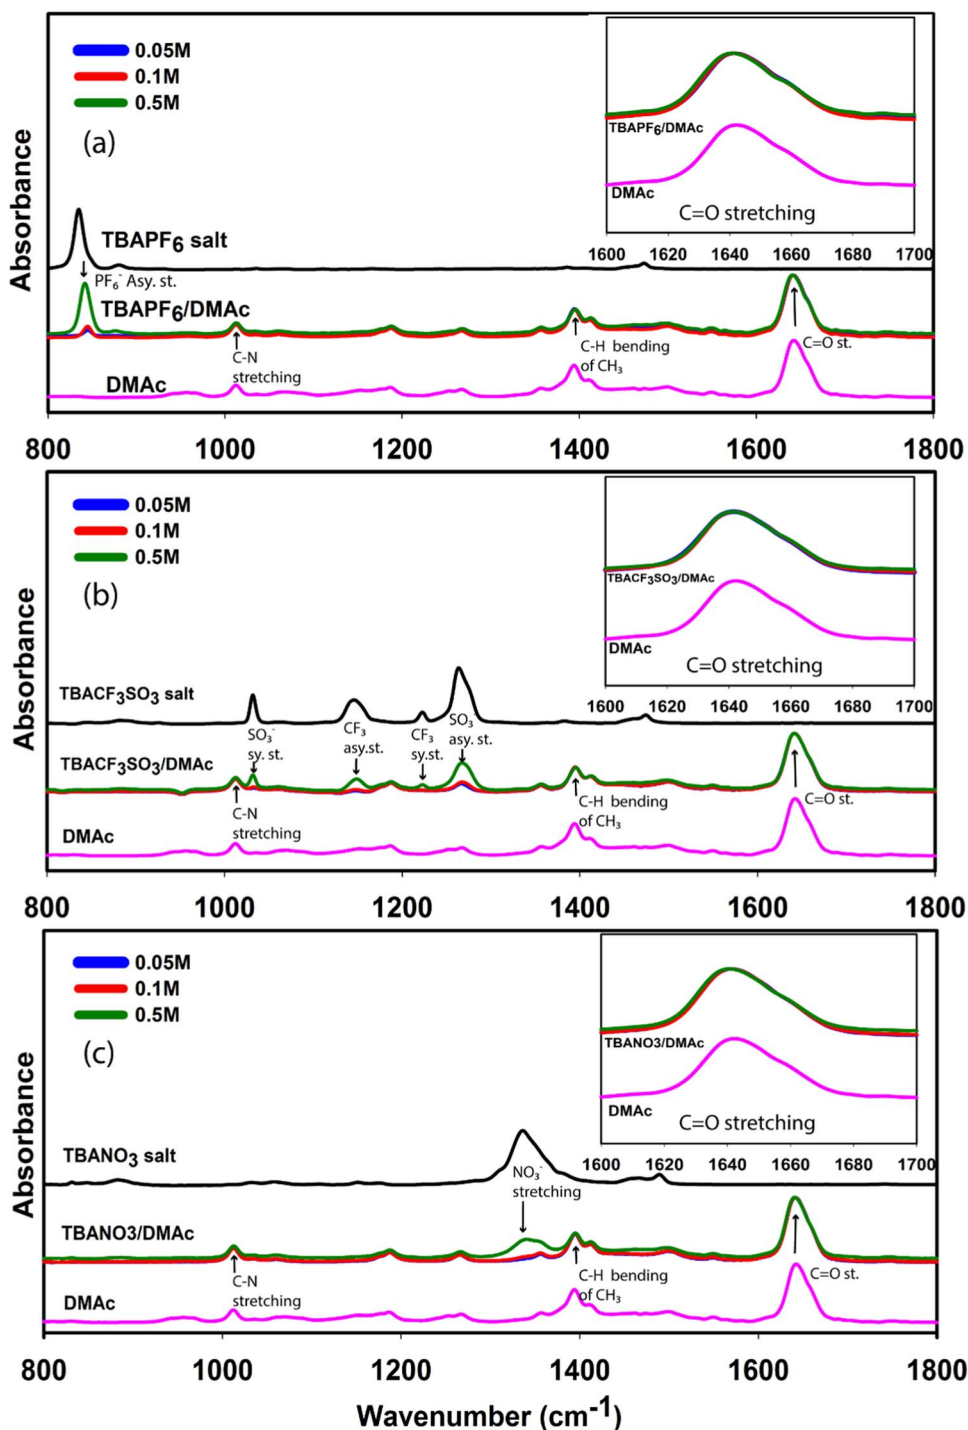 0.05M
0.1M
0.5M
(a)
Absorbance
TBAPF6 salt
PF6- Asy. st.
TBAPF6/DMAc
C-N
stretching
C-H bending
of CH3
C=O st.
DMAc
TBAPF6/DMAc
DMAc
C=O stretching
1600 1620 1640 1660 1680 1700
800 1000 1200 1400 1600 1800
0.05M
0.1M
0.5M
(b)
Absorbance
TBACF3SO3 salt
SO3-
sy. st.
CF3
asy.st.
CF3
sy.st.
SO3-
asy. st.
TBACF3SO3/DMAc
C-N
stretching
C-H bending
of CH3
C=O st.
DMAc
TBACF3SO3/DMAc
DMAc
C=O stretching
1600 1620 1640 1660 1680 1700
800 1000 1200 1400 1600 1800
0.05M
0.1M
0.5M
(c)
Absorbance
TBANO3 salt
NO3-
stretching
TBANO3/DMAc
C-N
stretching
C-H bending
of CH3
C=O st.
DMAc
TBANO3/DMAc
DMAc
C=O stretching
1600 1620 1640 1660 1680 1700
800 1000 1200 1400 1600 1800
Wavenumber (cm-1)